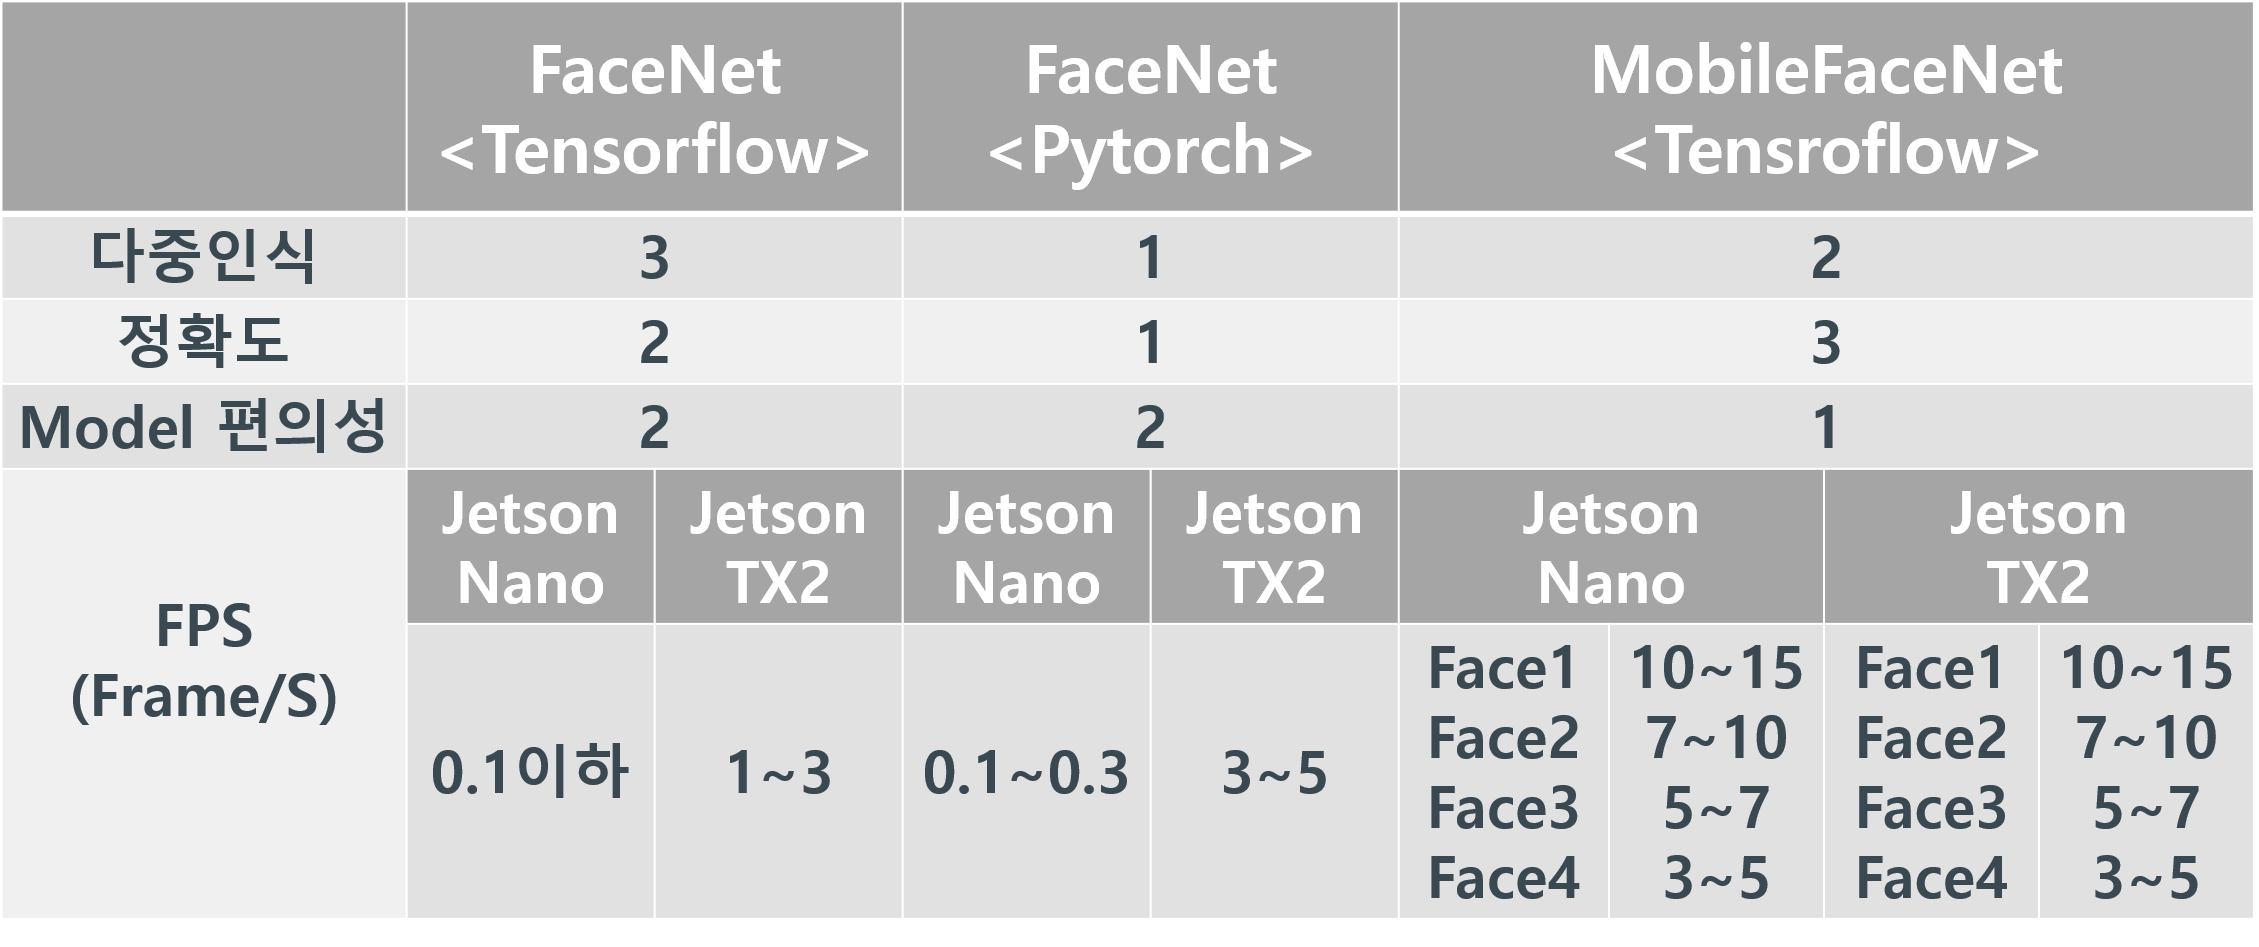 FaceNet
<Tensorflow>
FaceNet
<Pytorch>
MobileFaceNet
<Tensroflow>
다중인식 3 1 2
정확도 2 1 3
Model 편의성 2 2 1
FPS
(Frame/S)
Jetson
Nano
Jetson
TX2
Jetson
Nano
Jetson
TX2
Jetson
Nano
Jetson
TX2
0.1이하
1~3
0.1~0.3
3~5
Face1 10~15
Face2 7~10
Face3 5~7
Face4 3~5
Face1 10~15
Face2 7~10
Face3 5~7
Face4 3~5